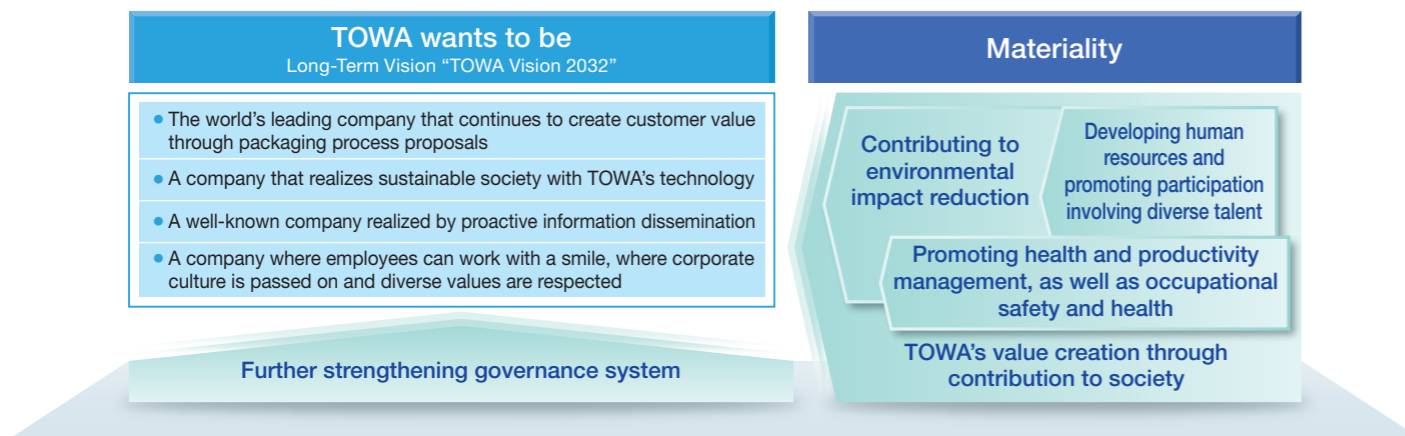 TOWA wants to be
Long-Term Vision “TOWA Vision 2032”
● The world’s leading company that continues to create customer value
through packaging process proposals
● A company that realizes sustainable society with TOWA’s technology
● A well-known company realized by proactive information dissemination
● A company where employees can work with a smile, where corporate
culture is passed on and diverse values are respected
Further strengthening governance system
Materiality
Contributing to
environmental
impact reduction
Developing human
resources and
promoting participation
involving diverse talent
Promoting health and productivity
management, as well as occupational
safety and health
TOWA’s value creation through
contribution to society